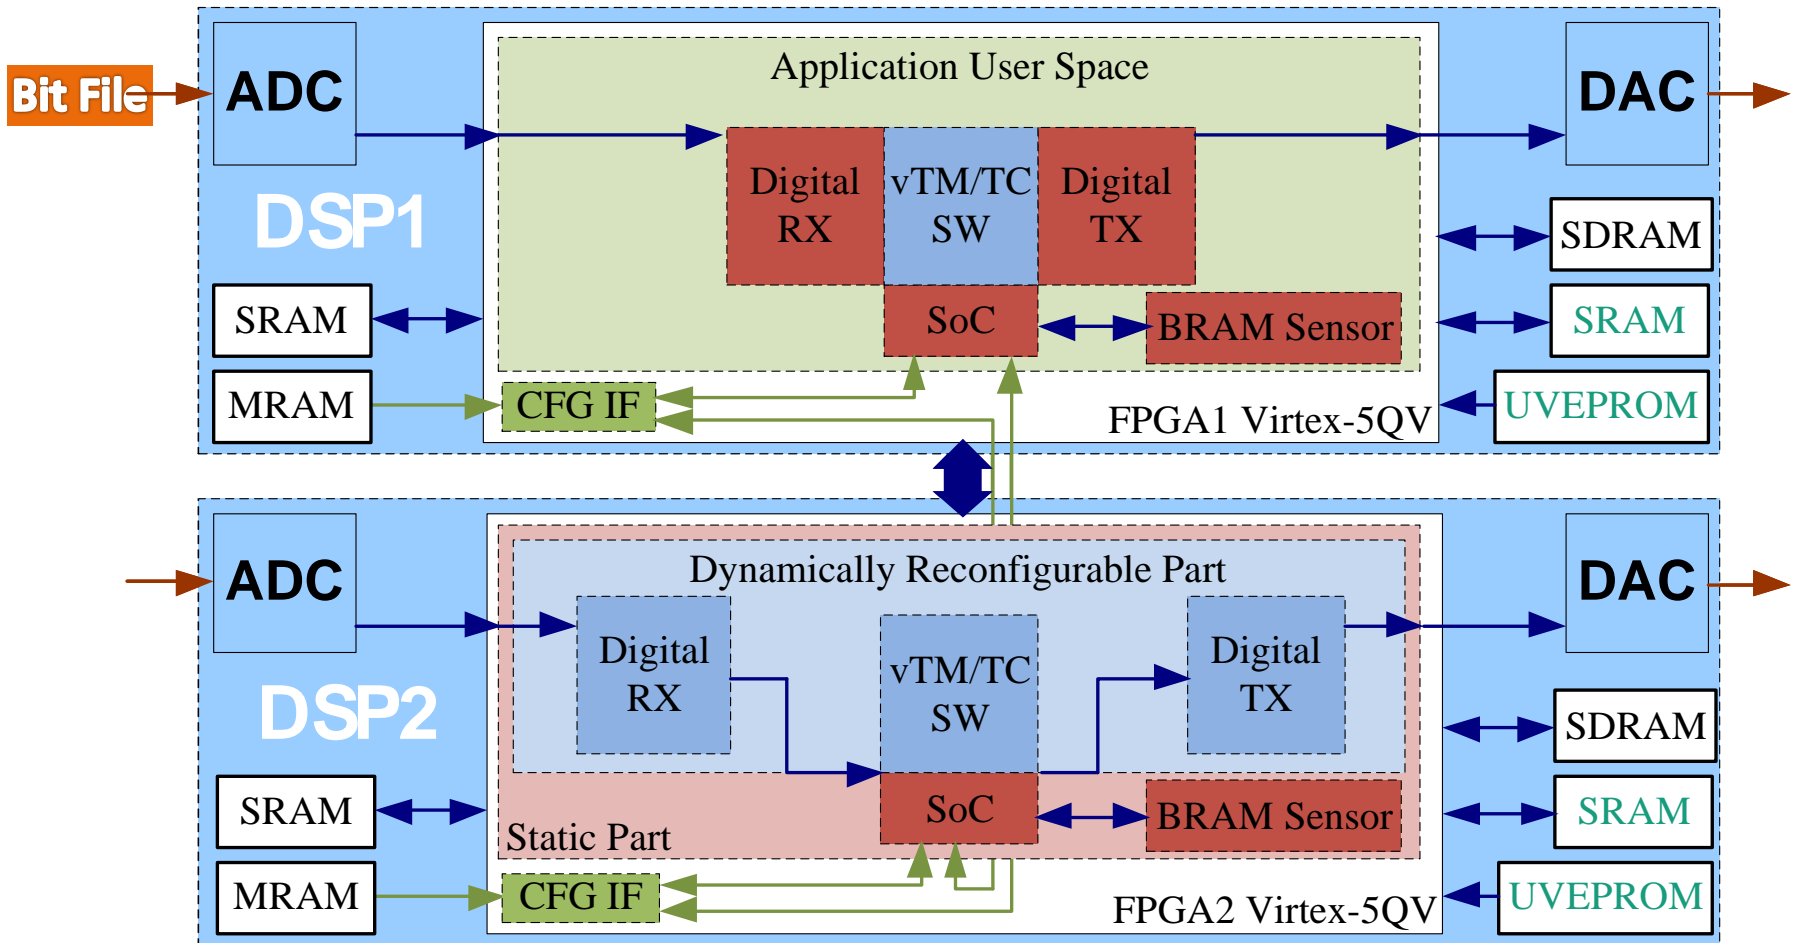 Bit File
ADC
Application User Space
DAC
Digital
RX
vTM/TC
SW
Digital
TX
DSP1
SDRAM
SRAM
SoC
BRAM Sensor
SRAM
MRAM
CFG IF
FPGA1 Virtex-5QV
UVEPROM
ADC
Dynamically Reconfigurable Part
DAC
Digital
RX
vTM/TC
SW
Digital
TX
DSP2
SDRAM
SRAM
SoC
BRAM Sensor
SRAM
Static Part
MRAM
CFG IF
FPGA2 Virtex-5QV
UVEPROM